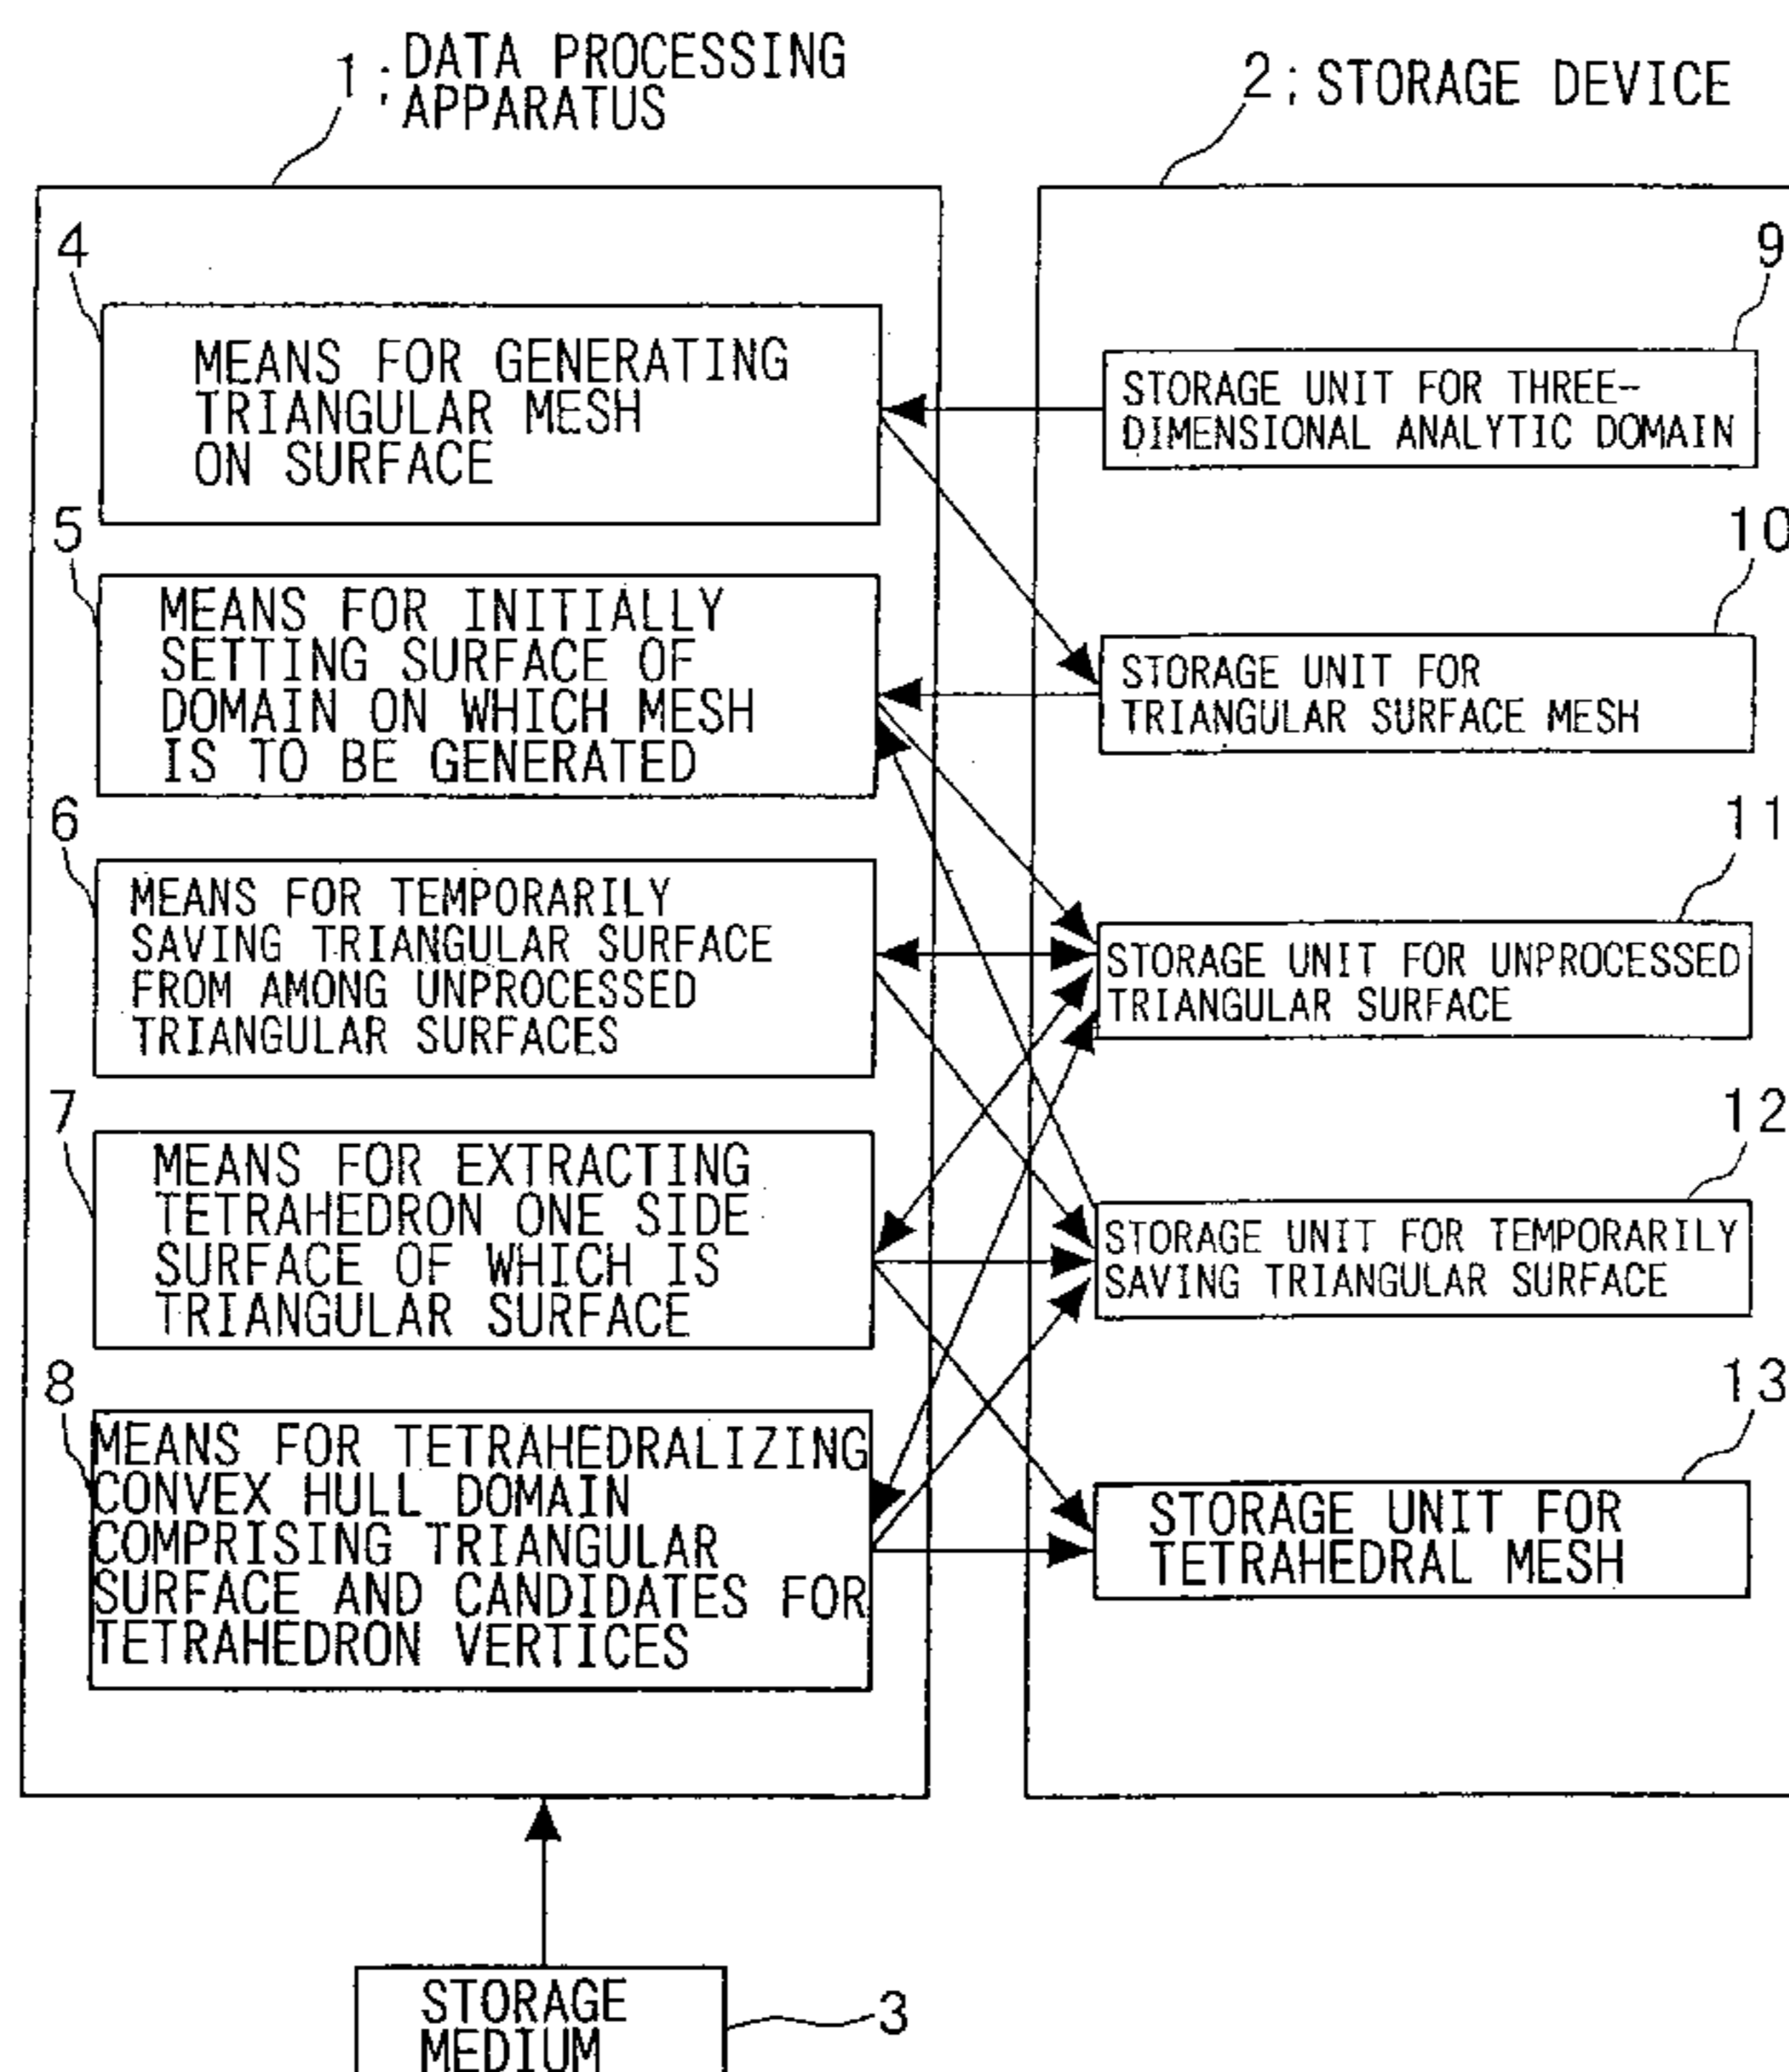 1; DATA PROCESSING
APPARATUS
2; STORAGE DEVICE
4
MEANS FOR GENERATING
TRIANGULAR MESH
ON SURFACE
5
MEANS FOR INITIALLY
SETTING SURFACE OF
DOMAIN ON WHICH MESH
IS TO BE GENERATED
6
MEANS FOR TEMPORARILY
SAVING TRIANGULAR SURFACE
FROM AMONG UNPROCESSED
TRIANGULAR SURFACES
7
MEANS FOR EXTRACTING
TETRAHEDRON ONE SIDE
SURFACE OF WHICH IS
TRIANGULAR SURFACE
8
MEANS FOR TETRAHEDRALIZING
CONVEX HULL DOMAIN
COMPRISING TRIANGULAR
SURFACE AND CANDIDATES FOR
TETRAHEDRON VERTICES
9
STORAGE UNIT FOR THREE-
DIMENSIONAL ANALYTIC DOMAIN
10
STORAGE UNIT FOR
TRIANGULAR SURFACE MESH
11
STORAGE UNIT FOR UNPROCESSED
TRIANGULAR SURFACE
12
STORAGE UNIT FOR TEMPORARILY
SAVING TRIANGULAR SURFACE
13
STORAGE UNIT FOR
TETRAHEDRAL MESH
STORAGE
MEDIUM
3